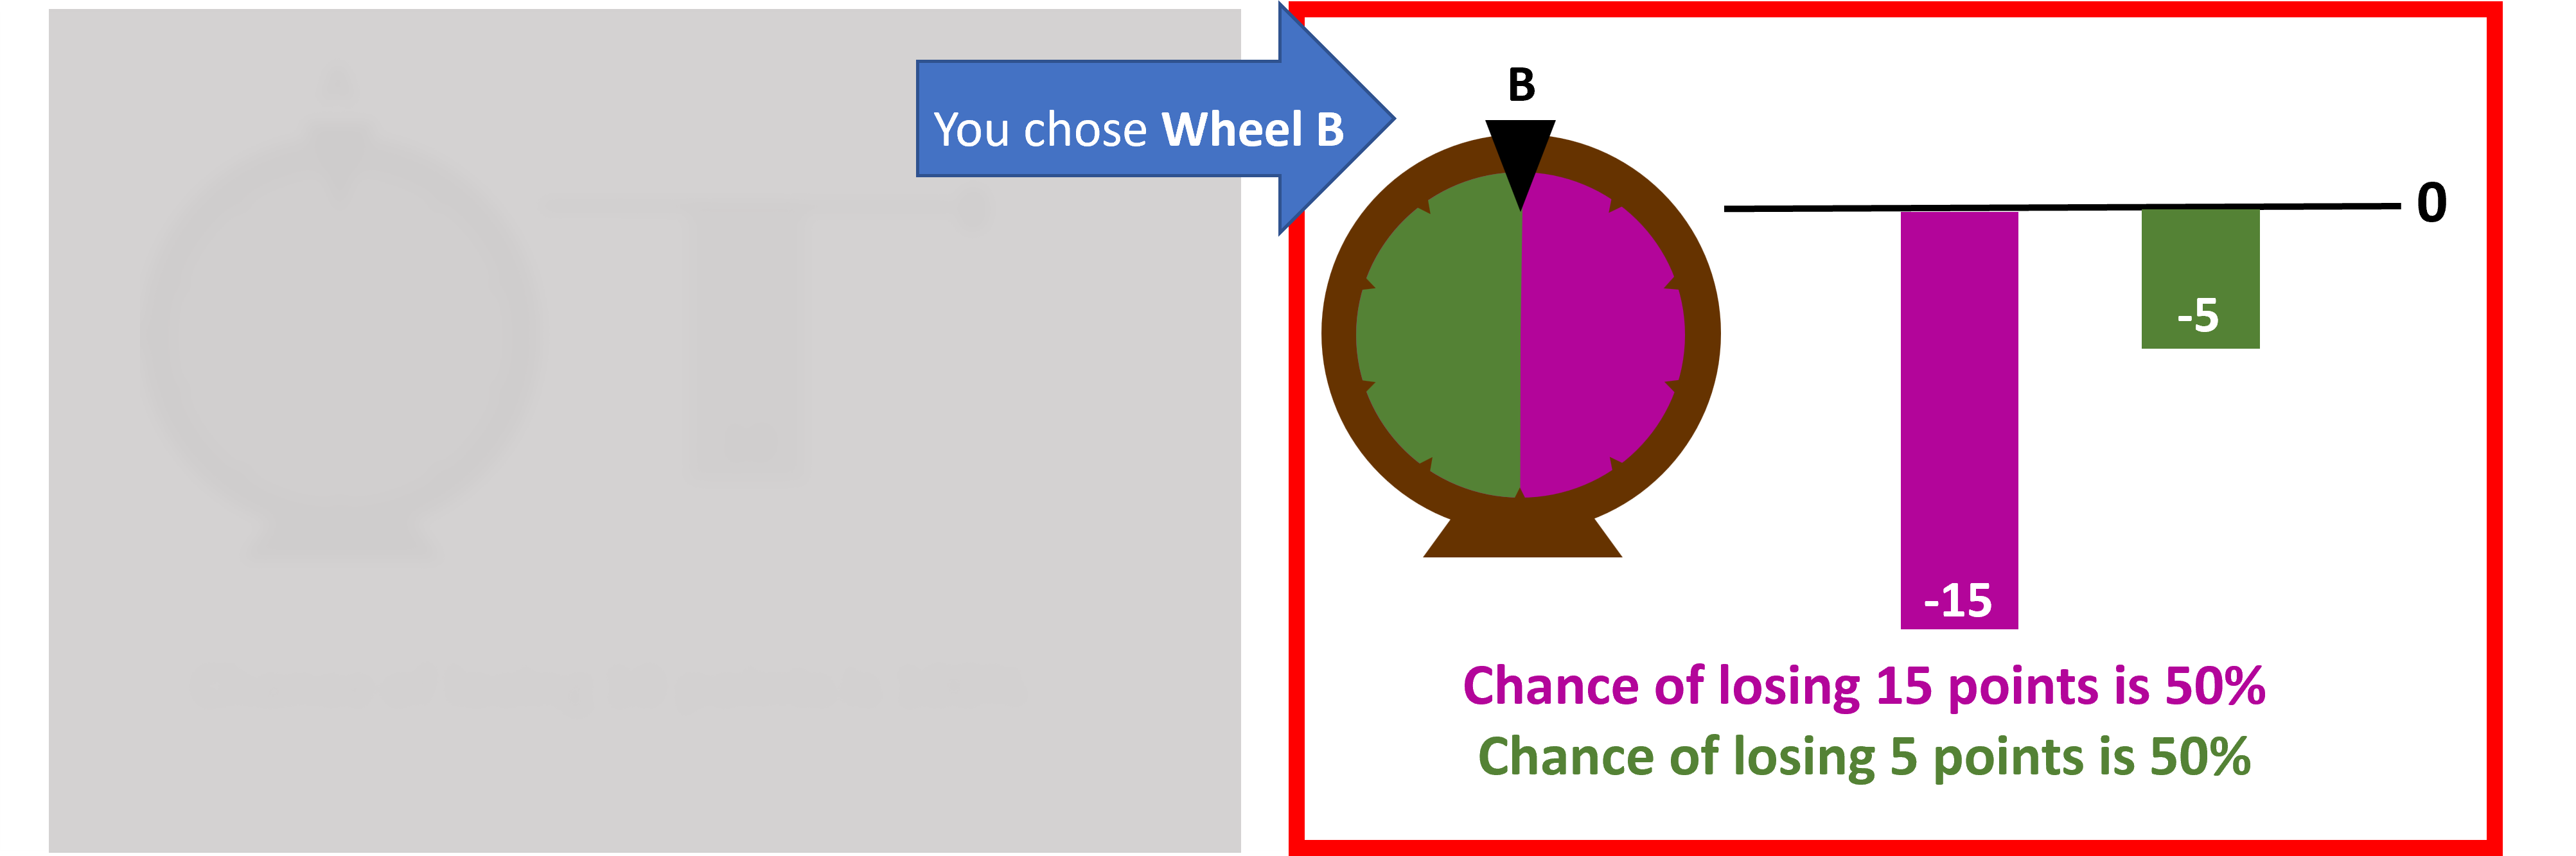 You chose Wheel B
B
0
-5
-15
Chance of losing 15 points is 50%
Chance of losing 5 points is 50%